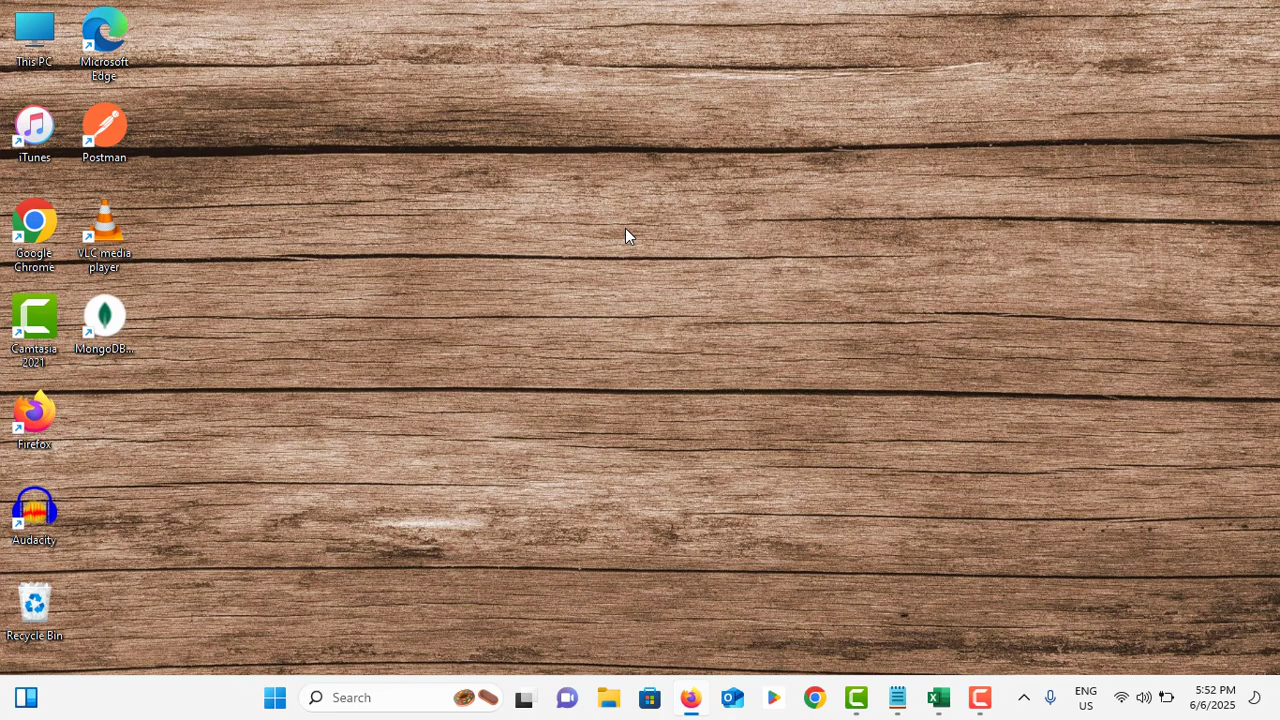 This PC
Microsoft
Edge
iTunes
Postman
Google
Chrome
VLC media
player
Camtasia
2021
MongoDB...
Firefox
Audacity
Recycle Bin
Search
ENG
US
5:52 PM
6/6/2025